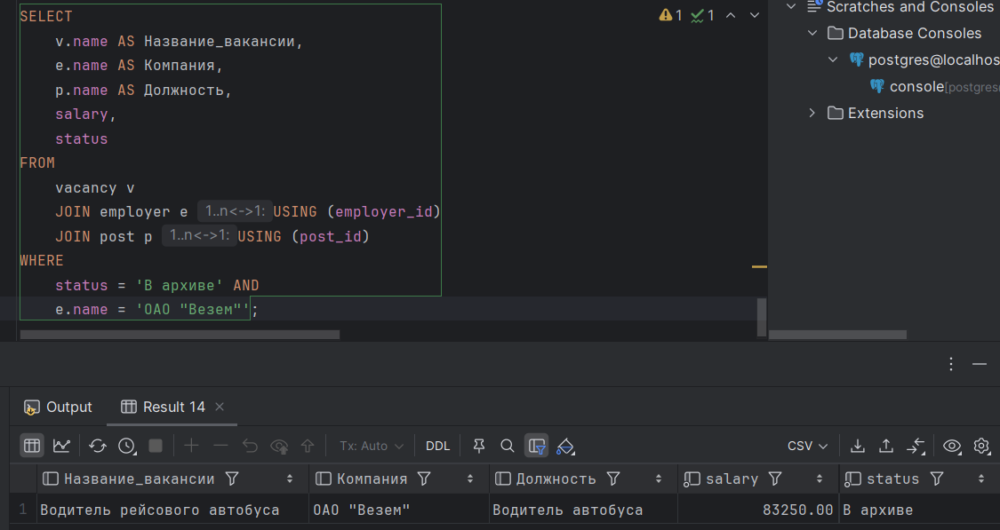 SELECT
v.name AS Название_вакансии,
e.name AS Компания,
p.name AS Должность,
salary,
status
FROM
vacancy v
JOIN employer e 1..n<->1: USING (employer_id)
JOIN post p 1..n<->1: USING (post_id)
WHERE
status = 'В архиве' AND
e.name = 'ОАО "Везем"';
1 1
Scratches and Consoles
Database Consoles
postgres@localhos
console [postgres
Extensions
Output Result 14
Tx: Auto DDL CSV
Название_вакансии Компания Должность salary status
1 Водитель рейсового автобуса ОАО "Везем" Водитель автобуса 83250.00 В архиве